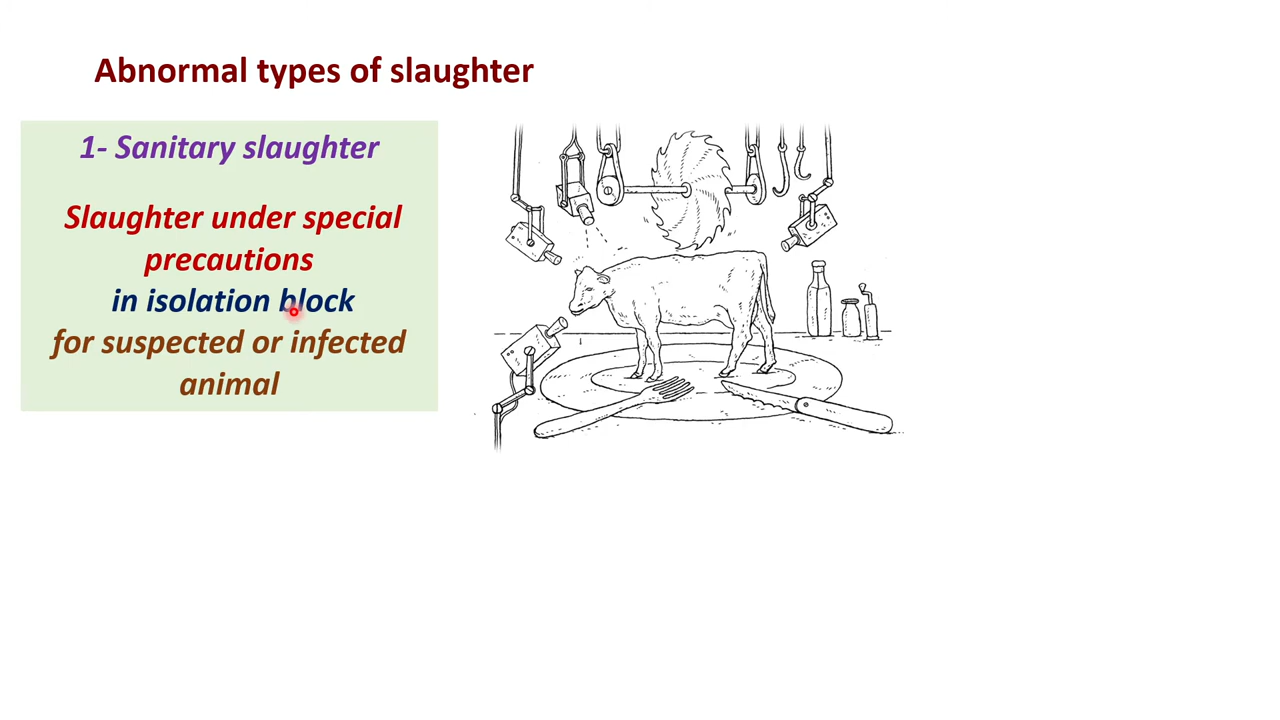 Abnormal types of slaughter
1- Sanitary slaughter
Slaughter under special
precautions
in isolation block
for suspected or infected
animal